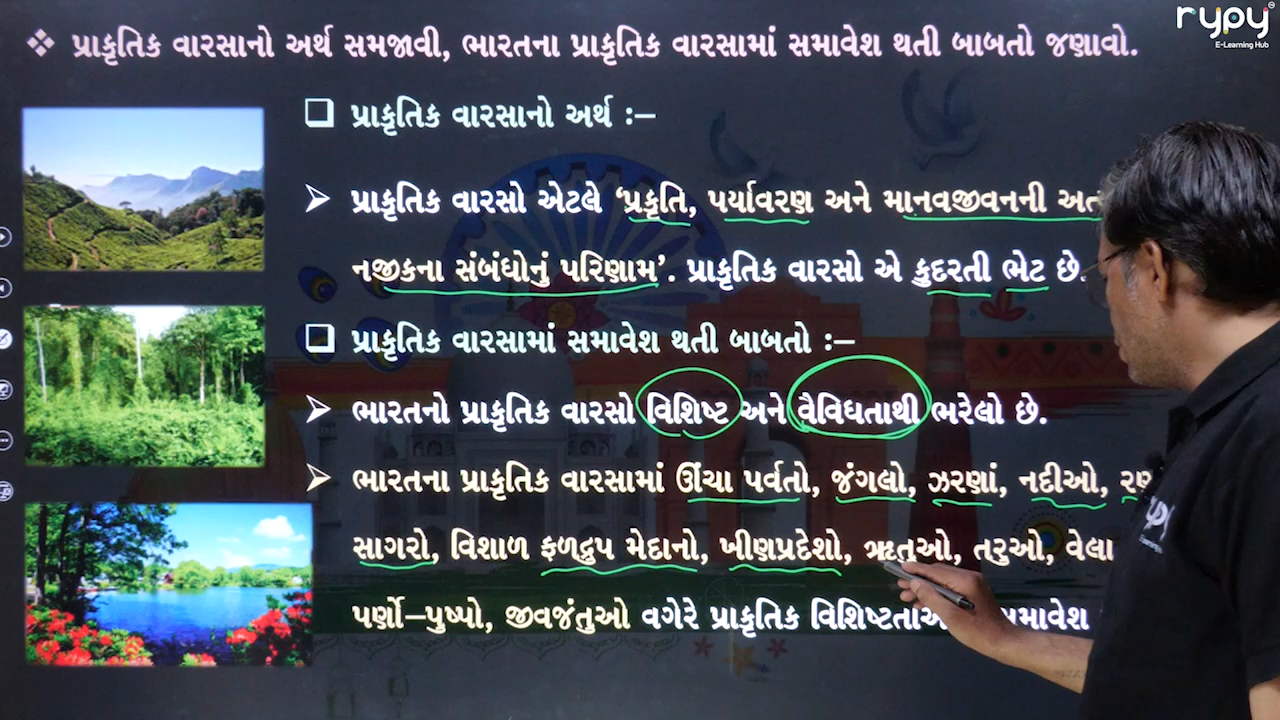 rypy
E-Learning Hub
❖ પ્રાકૃતિક વારસાનો અર્થ સમજાવી, ભારતના પ્રાકૃતિક વારસામાં સમાવેશ થતી બાબતો જણાવો.
❑ પ્રાકૃતિક વારસાનો અર્થ :–
➢ પ્રાકૃતિક વારસો એટલે ‘પ્રકૃતિ, પર્યાવરણ અને માનવજીવનની
નજીકના સંબંધોનું પરિણામ’. પ્રાકૃતિક વારસો એ કુદરતી ભેટ છે.
❑ પ્રાકૃતિક વારસામાં સમાવેશ થતી બાબતો :–
➢ ભારતનો પ્રાકૃતિક વારસો વિશિષ્ટ અને વૈવિધતાથી ભરેલો છે.
➢ ભારતના પ્રાકૃતિક વારસામાં ઊંચા પર્વતો, જંગલો, ઝરણાં, નદીઓ,
સાગરો, વિશાળ ફળદ્રુપ મેદાનો, ખીણપ્રદેશો, ઋતુઓ, તરુઓ,
પર્ણો–પુષ્પો, જીવજંતુઓ વગેરે પ્રાકૃતિક સમાવેશ